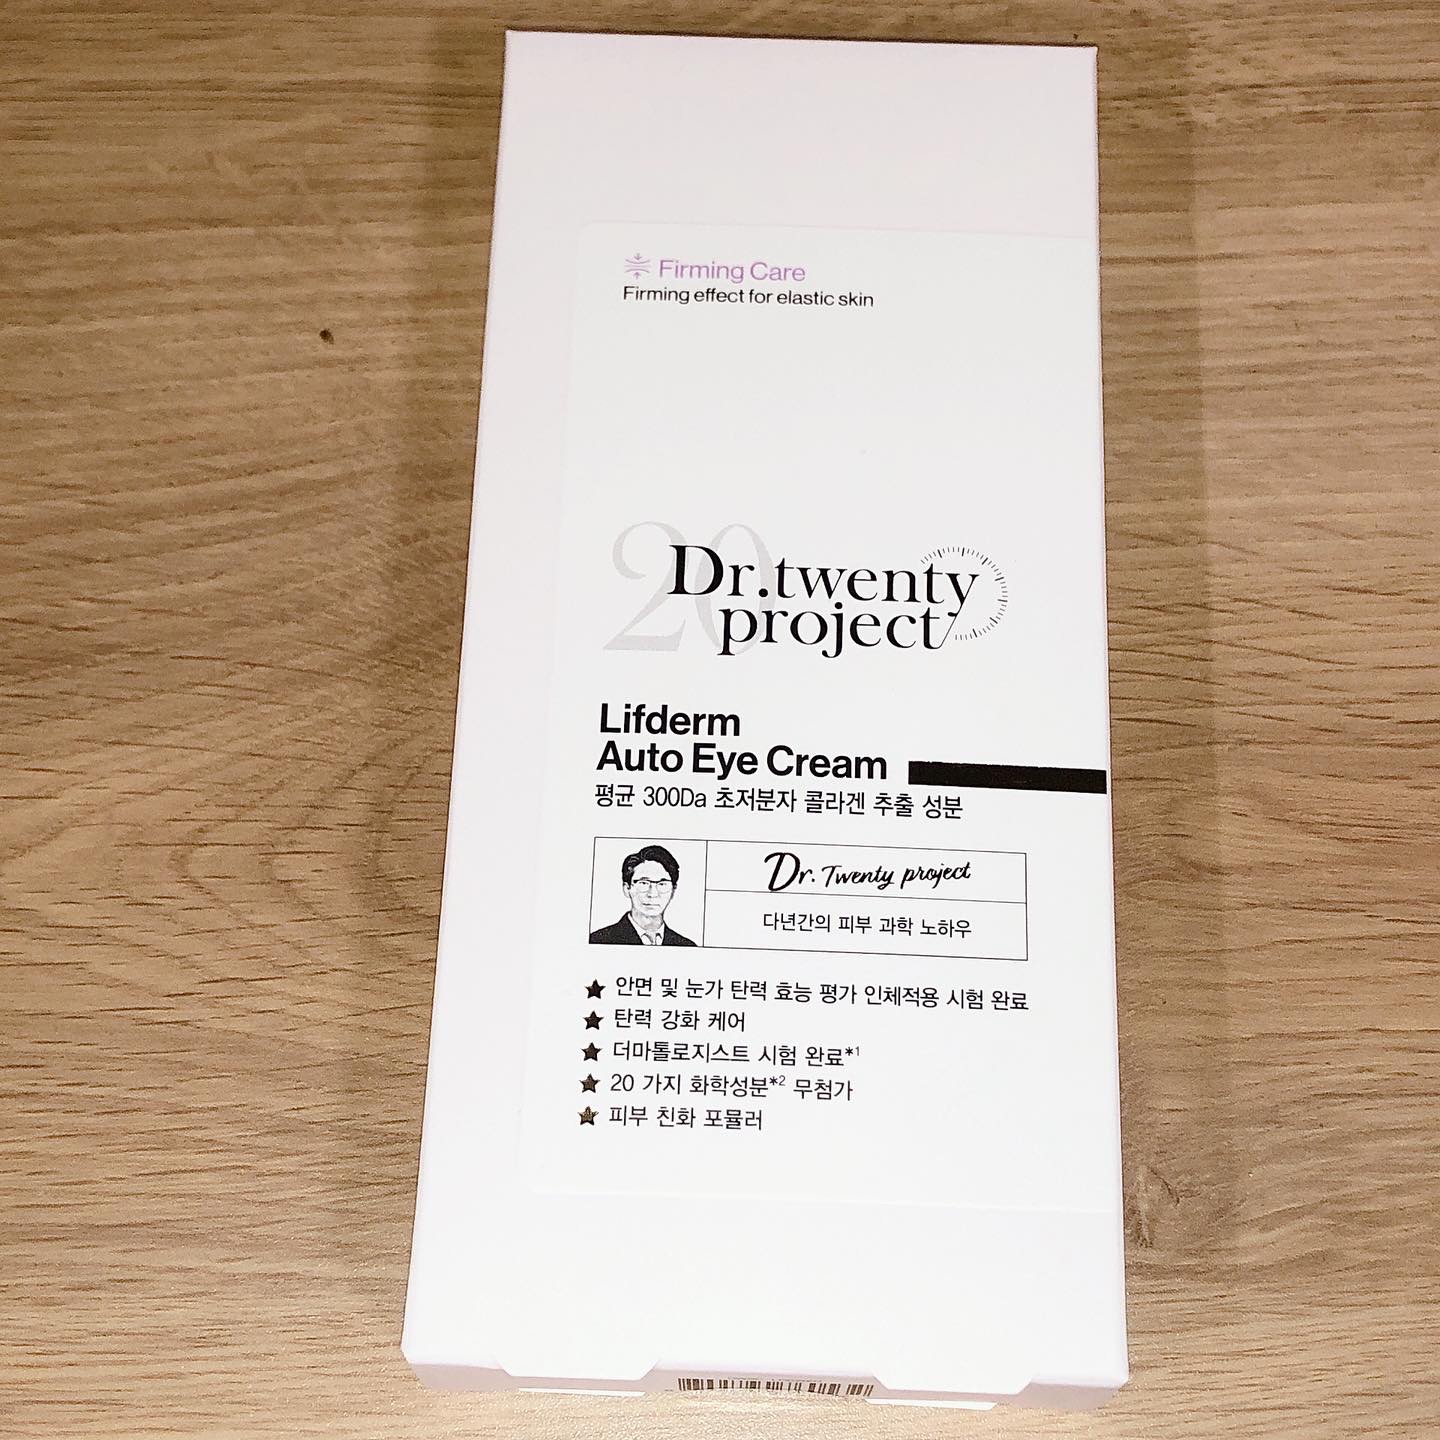 Firming Care
Firming effect for elastic skin
20
Dr.twenty
project
Lifderm
Auto Eye Cream
평균 300Da 초저분자 콜라겐 추출 성분
Dr. Twenty project
다년간의 피부 과학 노하우
★ 안면 및 눈가 탄력 효능 평가 인체적용 시험 완료
★ 탄력 강화 케어
★ 더마톨로지스트 시험 완료*1
★ 20 가지 화학성분*2 무첨가
★ 피부 친화 포뮬러